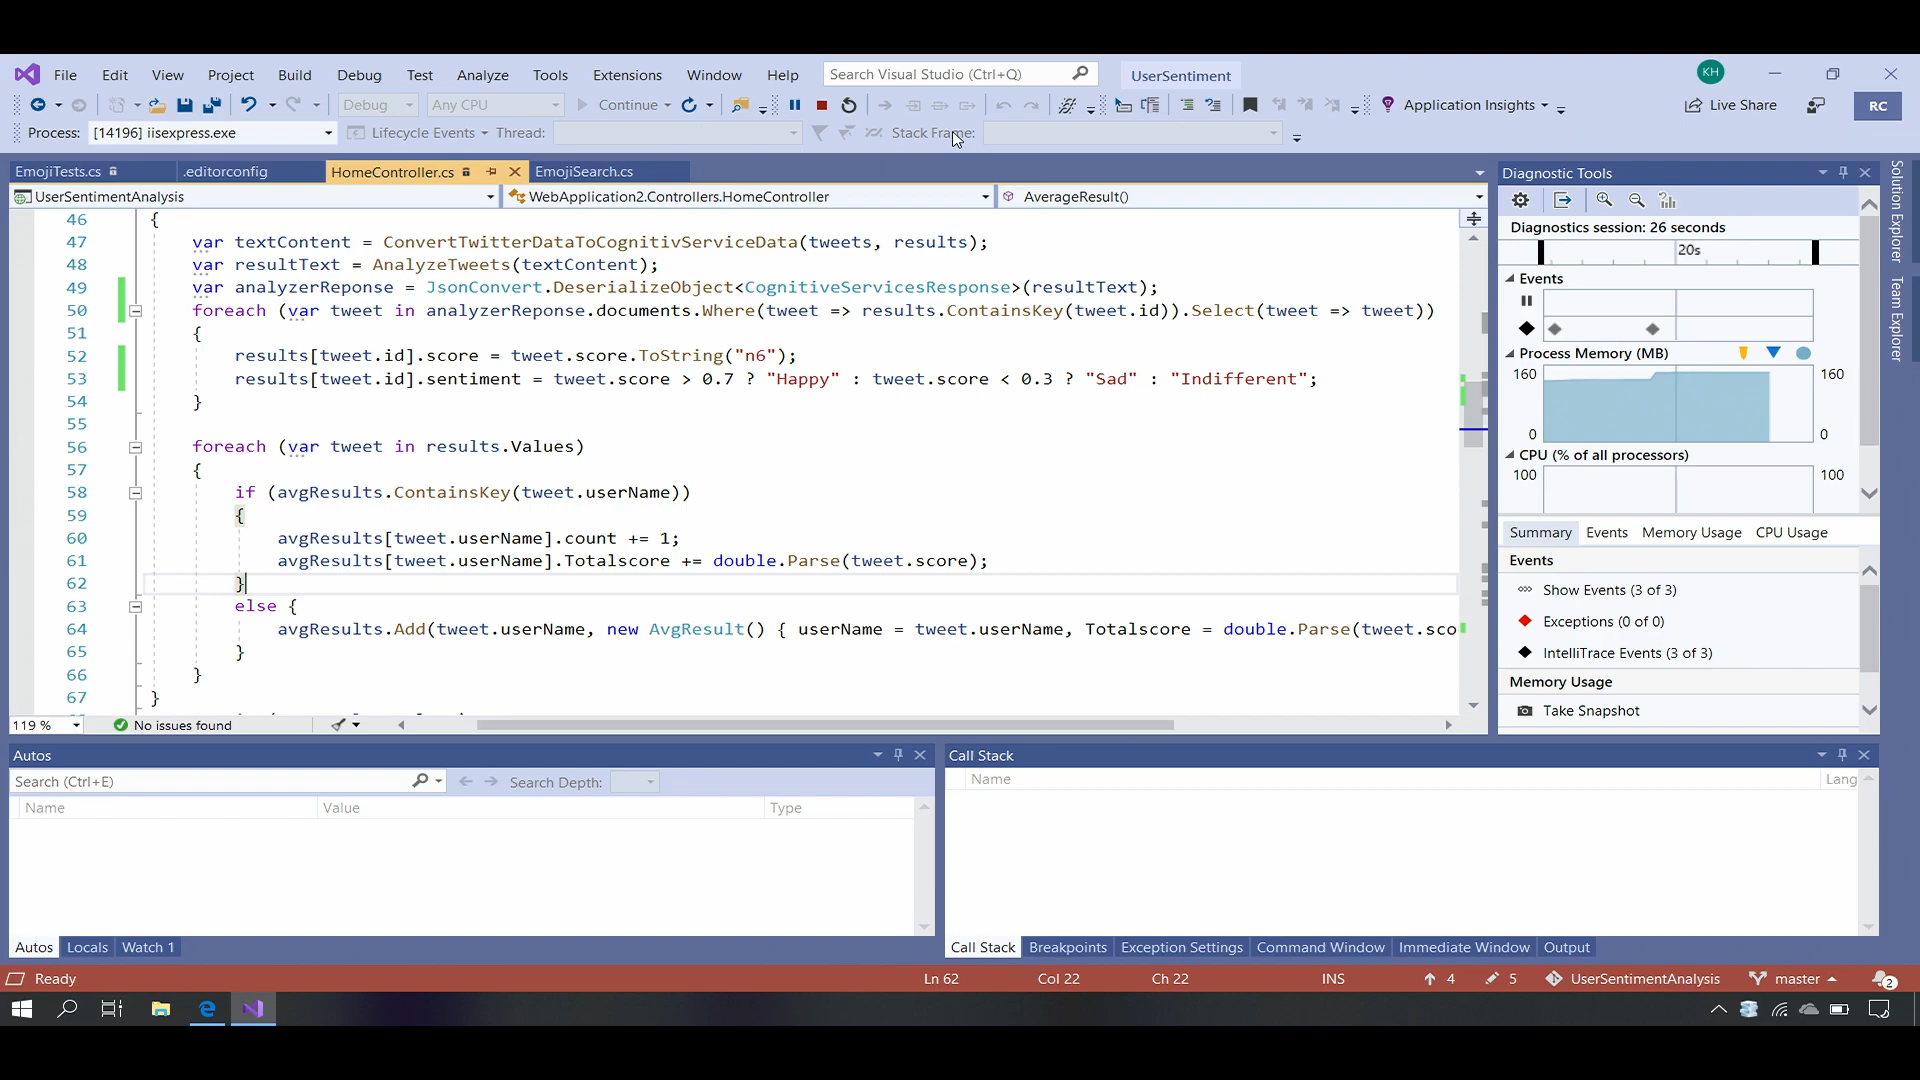 File Edit View Project Build Debug Test Analyze Tools Extensions Window Help Search Visual Studio (Ctrl+Q) UserSentiment KH
Debug Any CPU Continue Application Insights Live Share RC
Process: [14196] iisexpress.exe Lifecycle Events Thread: Stack Frame:
EmojiTests.cs .editorconfig HomeController.cs EmojiSearch.cs
UserSentimentAnalysis WebApplication2.Controllers.HomeController AverageResult()
46 {
47 var textContent = ConvertTwitterDataToCognitivServiceData(tweets, results);
48 var resultText = AnalyzeTweets(textContent);
49 var analyzerReponse = JsonConvert.DeserializeObject<CognitiveServicesResponse>(resultText);
50 foreach (var tweet in analyzerReponse.documents.Where(tweet => results.ContainsKey(tweet.id)).Select(tweet => tweet))
51 {
52 results[tweet.id].score = tweet.score.ToString("n6");
53 results[tweet.id].sentiment = tweet.score > 0.7 ? "Happy" : tweet.score < 0.3 ? "Sad" : "Indifferent";
54 }
55
56 foreach (var tweet in results.Values)
57 {
58 if (avgResults.ContainsKey(tweet.userName))
59 {
60 avgResults[tweet.userName].count += 1;
61 avgResults[tweet.userName].Totalscore += double.Parse(tweet.score);
62 }
63 else {
64 avgResults.Add(tweet.userName, new AvgResult() { userName = tweet.userName, Totalscore = double.Parse(tweet.sco
65 }
66 }
67 }
119 % No issues found
Diagnostic Tools
Diagnostics session: 26 seconds
20s
Events
Process Memory (MB)
160 160
0 0
CPU (% of all processors)
100 100
Summary Events Memory Usage CPU Usage
Events
Show Events (3 of 3)
Exceptions (0 of 0)
IntelliTrace Events (3 of 3)
Memory Usage
Take Snapshot
Solution Explorer
Team Explorer
Autos
Search (Ctrl+E) Search Depth:
Name Value Type
Autos Locals Watch 1
Call Stack
Name Lang
Call Stack Breakpoints Exception Settings Command Window Immediate Window Output
Ready Ln 62 Col 22 Ch 22 INS 4 5 UserSentimentAnalysis master 2